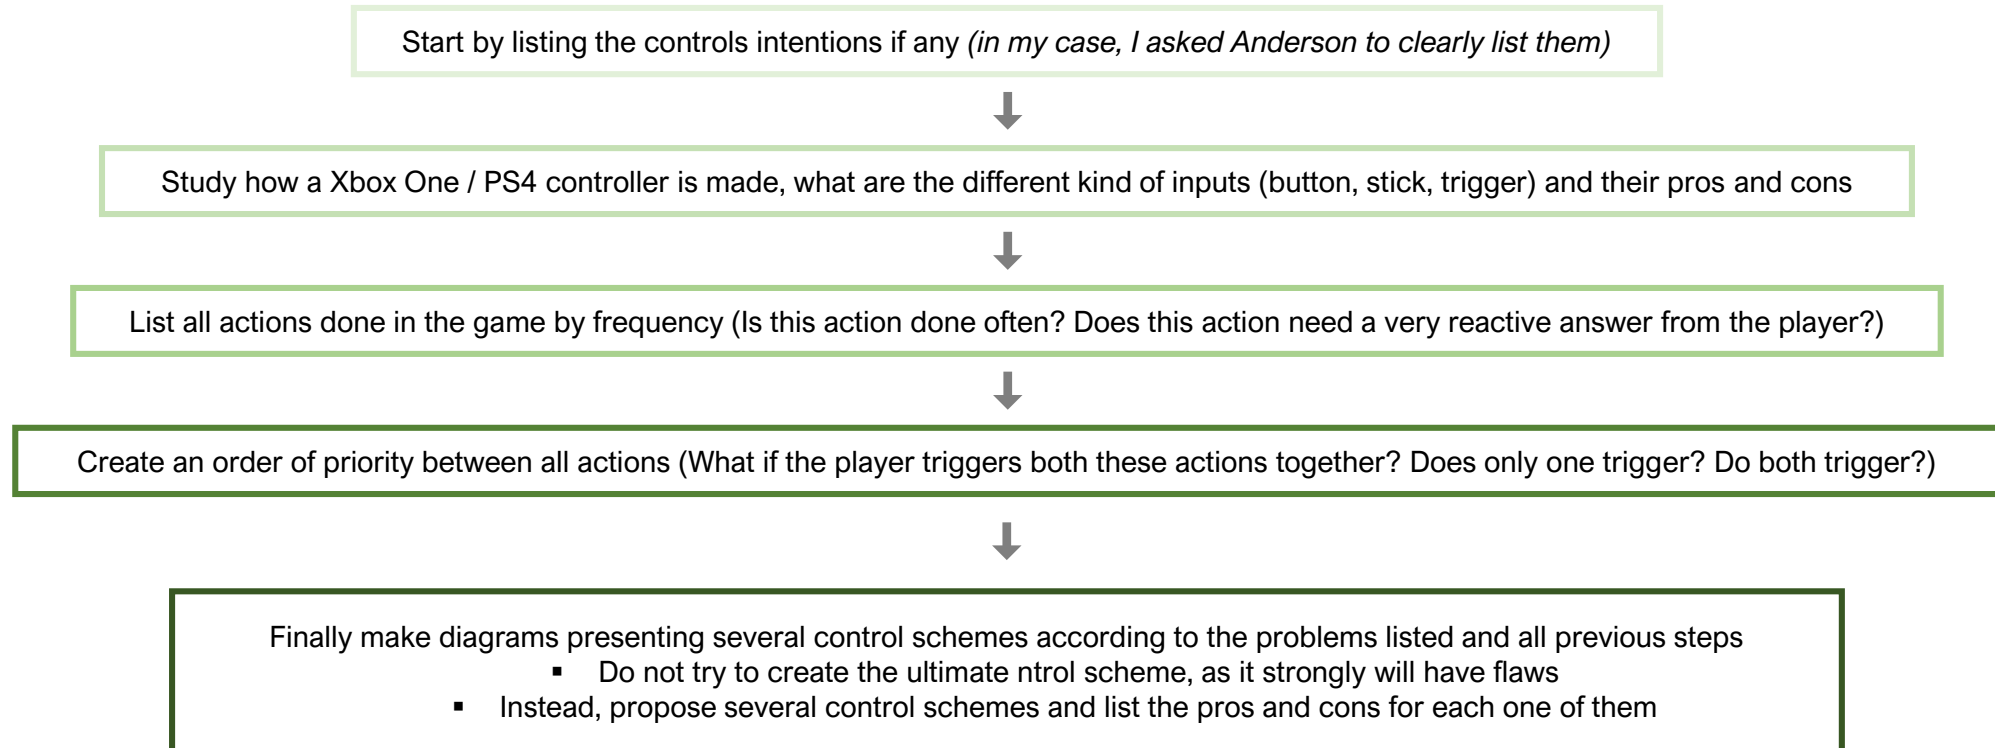 Start by listing the controls intentions if any (in my case, I asked Anderson to clearly list them)
Study how a Xbox One / PS4 controller is made, what are the different kind of inputs (button, stick, trigger) and their pros and cons
List all actions done in the game by frequency (Is this action done often? Does this action need a very reactive answer from the player?)
Create an order of priority between all actions (What if the player triggers both these actions together? Does only one trigger? Do both trigger?)
Finally make diagrams presenting several control schemes according to the problems listed and all previous steps
▪ Do not try to create the ultimate ntrol scheme, as it strongly will have flaws
▪ Instead, propose several control schemes and list the pros and cons for each one of them